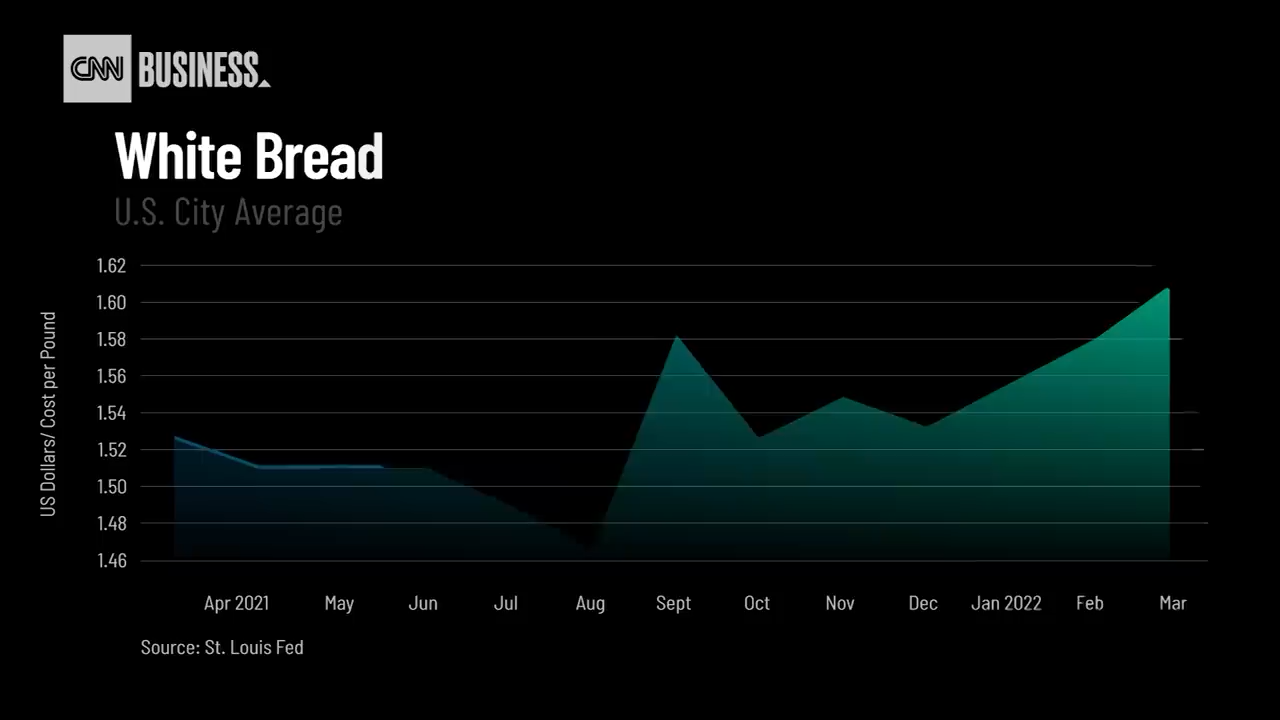 CNN BUSINESS
White Bread
U.S. City Average
US Dollars/ Cost per Pound
1.62
1.60
1.58
1.56
1.54
1.52
1.50
1.48
1.46
Apr 2021 May Jun Jul Aug Sept Oct Nov Dec Jan 2022 Feb Mar
Source: St. Louis Fed